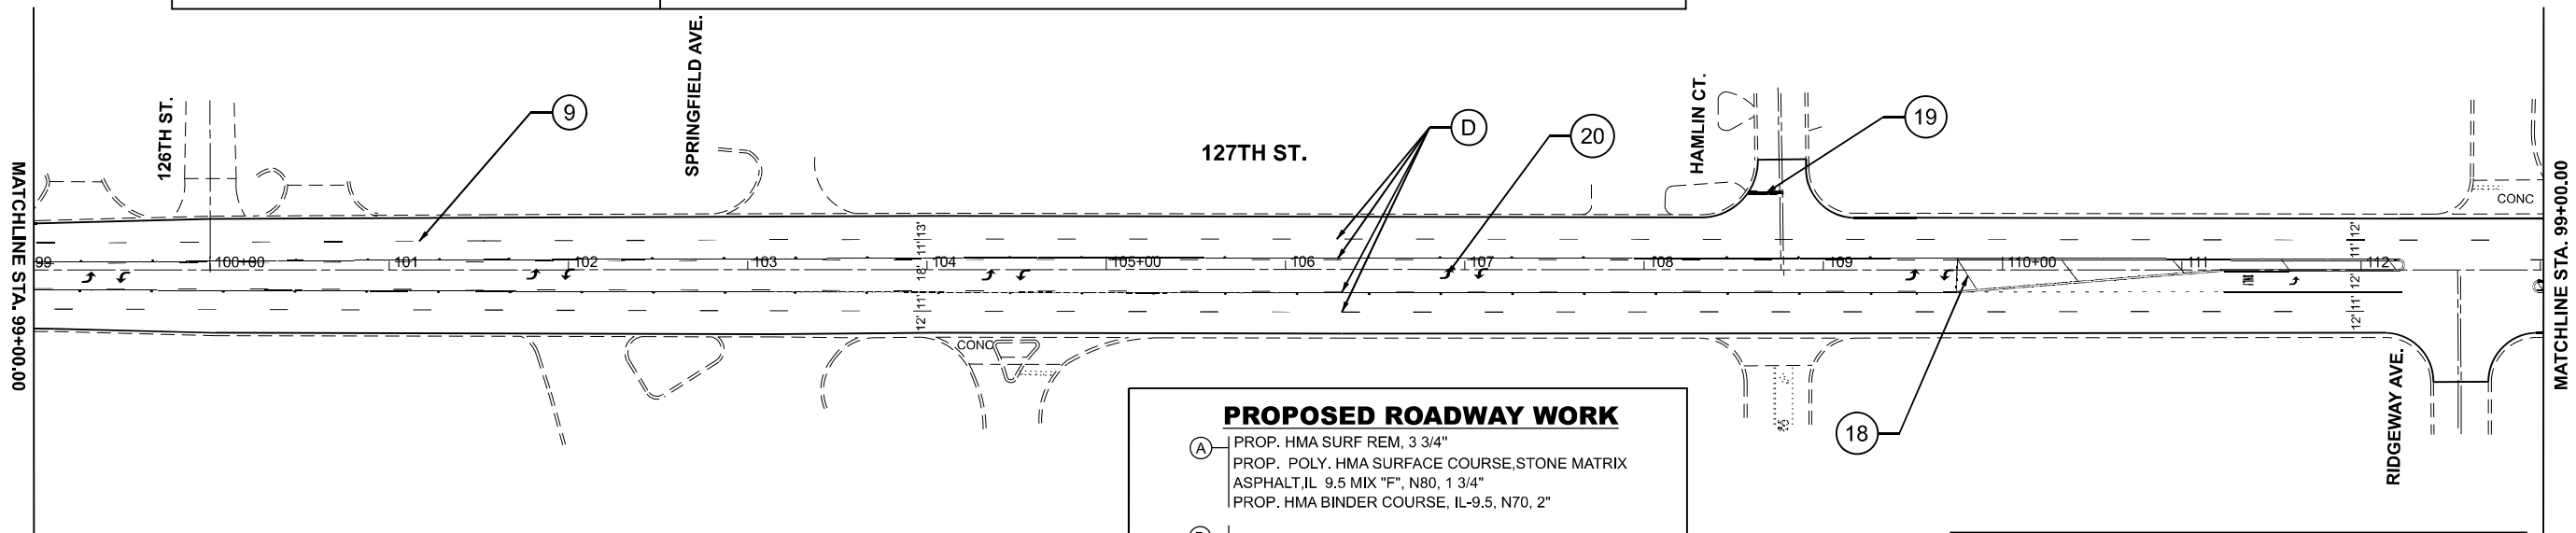 126TH ST.
SPRINGFIELD AVE.
127TH ST.
HAMLIN CT.
RIDGEWAY AVE.
MATCHLINE STA. 99+00.00
MATCHLINE STA. 99+00.00
9
D
20
19
18
99
100+00
101
102
103
104
105+00
106
107
108
109
110+00
111
112
13'
11'
18'
11'
12'
12'
11'
12'
11'
12'
CONC
CONC
PROPOSED ROADWAY WORK
A
PROP. HMA SURF REM, 3 3/4"
PROP. POLY. HMA SURFACE COURSE,STONE MATRIX
ASPHALT,IL 9.5 MIX "F", N80, 1 3/4"
PROP. HMA BINDER COURSE, IL-9.5, N70, 2"